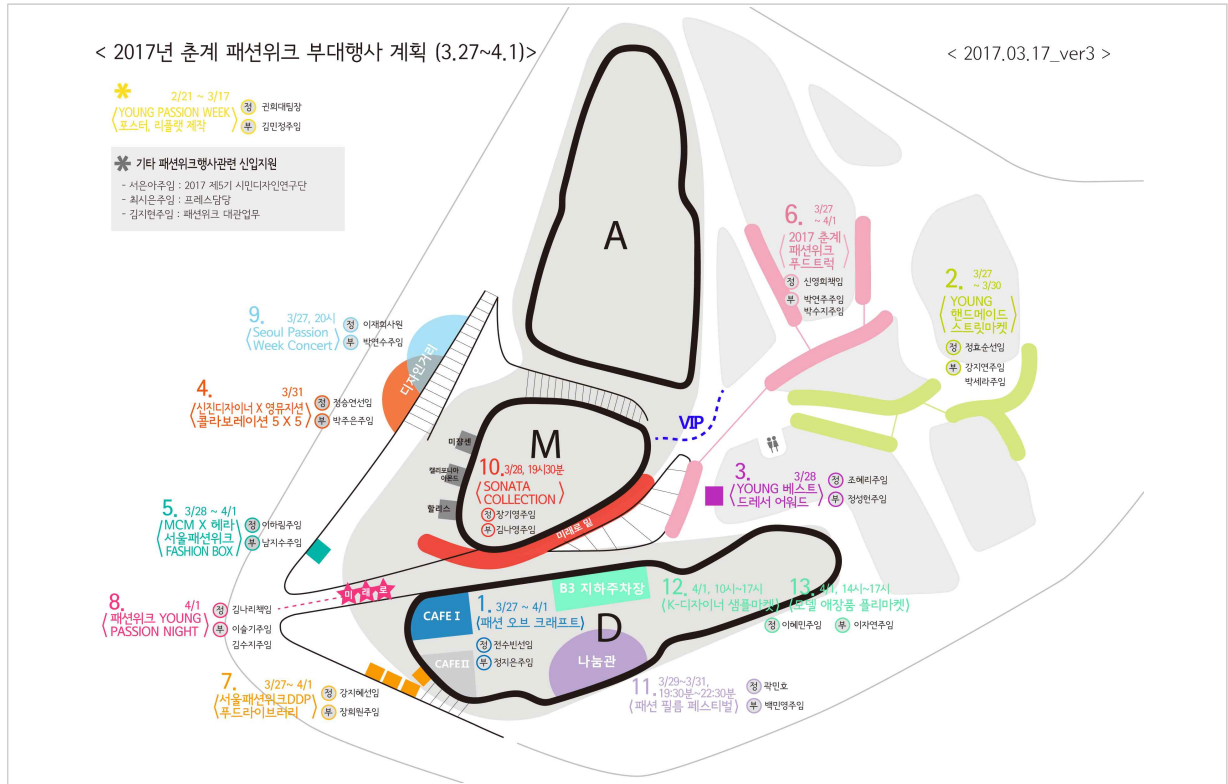 < 2017년 춘계 패션위크 부대행사 계획 (3.27~4.1)>
< 2017.03.17_ver3 >
* 2/21 ~ 3/17
〈YOUNG PASSION WEEK
포스터, 리플랫 제작〉
정 권회대팀장
부 김민정주임
* 기타 패션위크행사관련 신입지원
- 서은아주임 : 2017 제5기 시민디자인연구단
- 최시은주임 : 프레스담당
- 김지현주임 : 패션위크 대관업무
A
6. 3/27
~ 4/1
〈2017 춘계
패션위크
푸드트럭〉
정 신영회책임
부 박연주주임
박수지주임
2. 3/27
~ 3/30
〈YOUNG
핸드메이드
스트릿마켓〉
정 정효순선임
부 강지연주임
박세라주임
9. 3/27, 20시
〈Seoul Passion
Week Concert〉
정 이재회사원
부 박연수주임
디자인거리
4. 3/31
〈신진디자이너 X 영뮤지션
콜라보레이션 5 X 5〉
정 정승연선임
부 박주은주임
VIP
M
미쟝센
캘리포니아
아몬드
할리스
10. 3/28, 19시30분
〈SONATA
COLLECTION〉
정 장기영주임
부 김나영주임
미래로 밑
3. 3/28
〈YOUNG 베스트
드레서 어워드〉
정 조혜리주임
부 정성현주임
5. 3/28 ~ 4/1
〈MCM X 헤라
서울패션위크
FASHION BOX〉
정 이하림주임
부 남지수주임
미래로
8. 4/1
〈패션위크 YOUNG
PASSION NIGHT〉
정 김나리책임
부 이슬기주임
김수지주임
B3 지하주차장
CAFE I
CAFE II
1. 3/27 ~ 4/1
〈패션 오브 크래프트〉
정 전수빈선임
부 정지은주임
D
나눔관
12. 4/1, 10시~17시
〈K-디자이너 샘플마켓〉
13. 4/1, 14시~17시
〈모델 애장품 플리마켓〉
정 이혜민주임
부 이자연주임
7. 3/27~ 4/1
〈서울패션위크DDP
푸드라이브러리〉
정 강지혜선임
부 장회원주임
11. 3/29~3/31,
19:30분~22:30분
〈패션 필름 페스티벌〉
정 곽민호
부 백민영주임